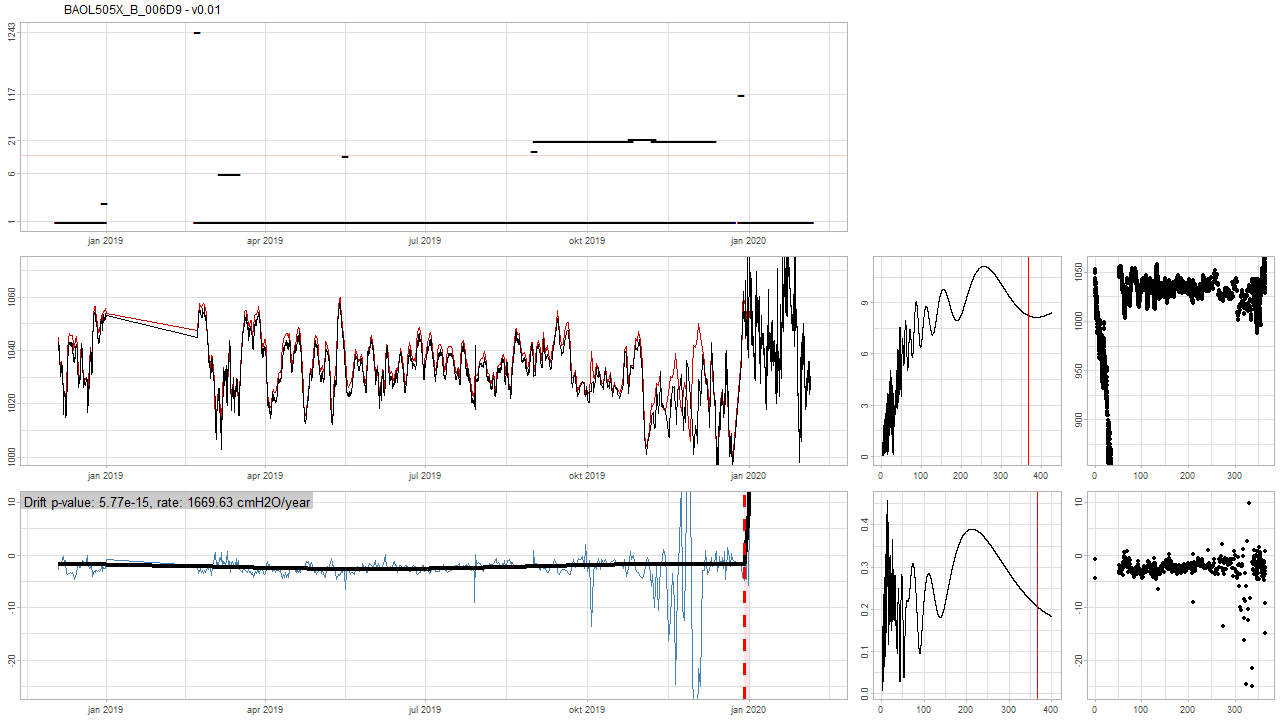 BAOL505X_B_006D9 - v0.01
1243
117
21
6
1
jan 2019
apr 2019
jul 2019
okt 2019
jan 2020
1060
1040
1020
1000
jan 2019
apr 2019
jul 2019
okt 2019
jan 2020
9
6
3
0
0
100
200
300
400
1050
1000
950
900
0
100
200
300
Drift p-value: 5.77e-15, rate: 1669.63 cmH2O/year
10
0
-10
-20
jan 2019
apr 2019
jul 2019
okt 2019
jan 2020
0.4
0.3
0.2
0.1
0.0
0
100
200
300
400
10
0
-10
-20
0
100
200
300